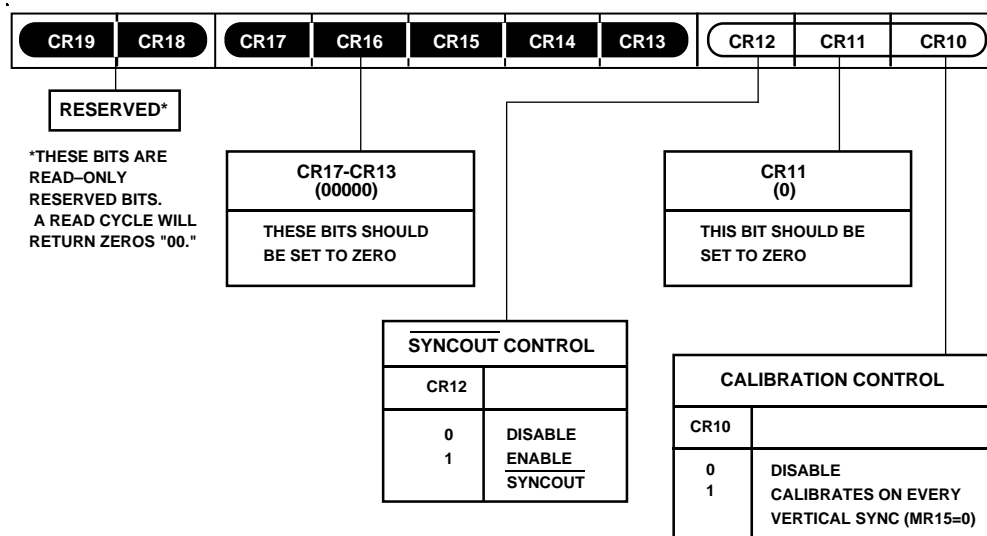 CR19 CR18 CR17 CR16 CR15 CR14 CR13 CR12 CR11 CR10
RESERVED*
*THESE BITS ARE
READ–ONLY
RESERVED BITS.
A READ CYCLE WILL
RETURN ZEROS "00."
CR17-CR13
(00000)
THESE BITS SHOULD
BE SET TO ZERO
CR11
(0)
THIS BIT SHOULD BE
SET TO ZERO
SYNCOUT CONTROL
CR12
0 DISABLE
1 ENABLE
SYNCOUT
CALIBRATION CONTROL
CR10
0 DISABLE
1 CALIBRATES ON EVERY
VERTICAL SYNC (MR15=0)